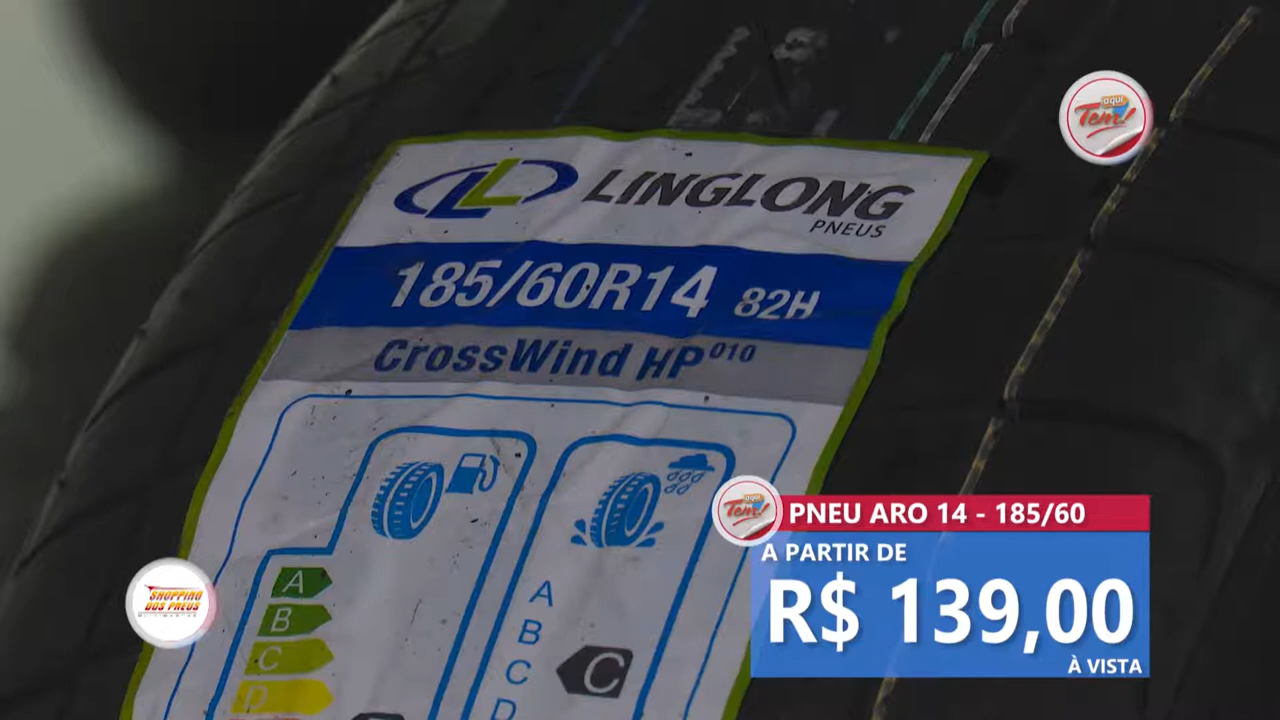 aqui
Tem!
LINGLONG
PNEUS
185/60R14 82H
CrossWind HP010
A
B
C
D
A
B
C
D
C
aqui
Tem!
PNEU ARO 14 - 185/60
A PARTIR DE
R$ 139,00
À VISTA
SHOPPING
DOS PNEUS